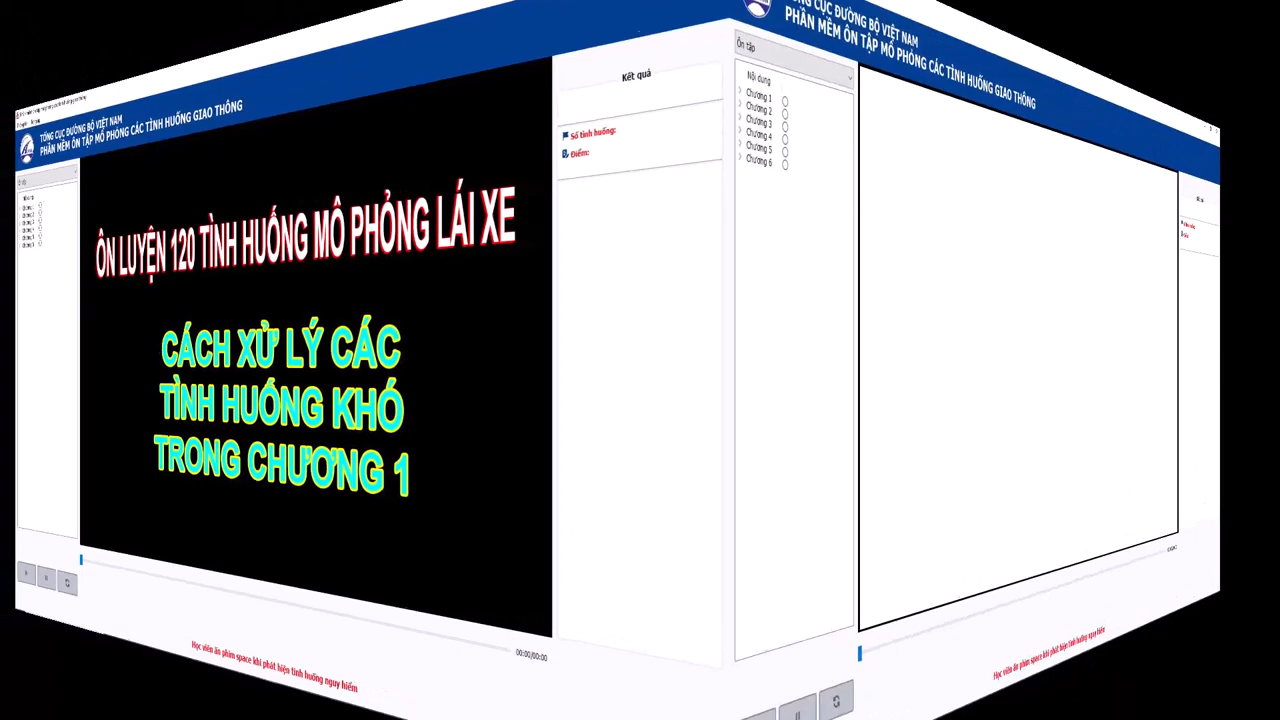 TỔNG CỤC ĐƯỜNG BỘ VIỆT NAM
PHẦN MỀM ÔN TẬP MÔ PHỎNG CÁC TÌNH HUỐNG GIAO THÔNG
ÔN LUYỆN 120 TÌNH HUỐNG MÔ PHỎNG LÁI XE
CÁCH XỬ LÝ CÁC
TÌNH HUỐNG KHÓ
TRONG CHƯƠNG 1
Kết quả
Số tình huống:
Điểm:
00:00/00:00
Học viên ấn phím space khi phát hiện tình huống nguy hiểm
TỔNG CỤC ĐƯỜNG BỘ VIỆT NAM
PHẦN MỀM ÔN TẬP MÔ PHỎNG CÁC TÌNH HUỐNG GIAO THÔNG
Ôn tập
Nội dung
Chương 1
Chương 2
Chương 3
Chương 4
Chương 5
Chương 6
Học viên ấn phím space khi phát hiện tình huống nguy hiểm